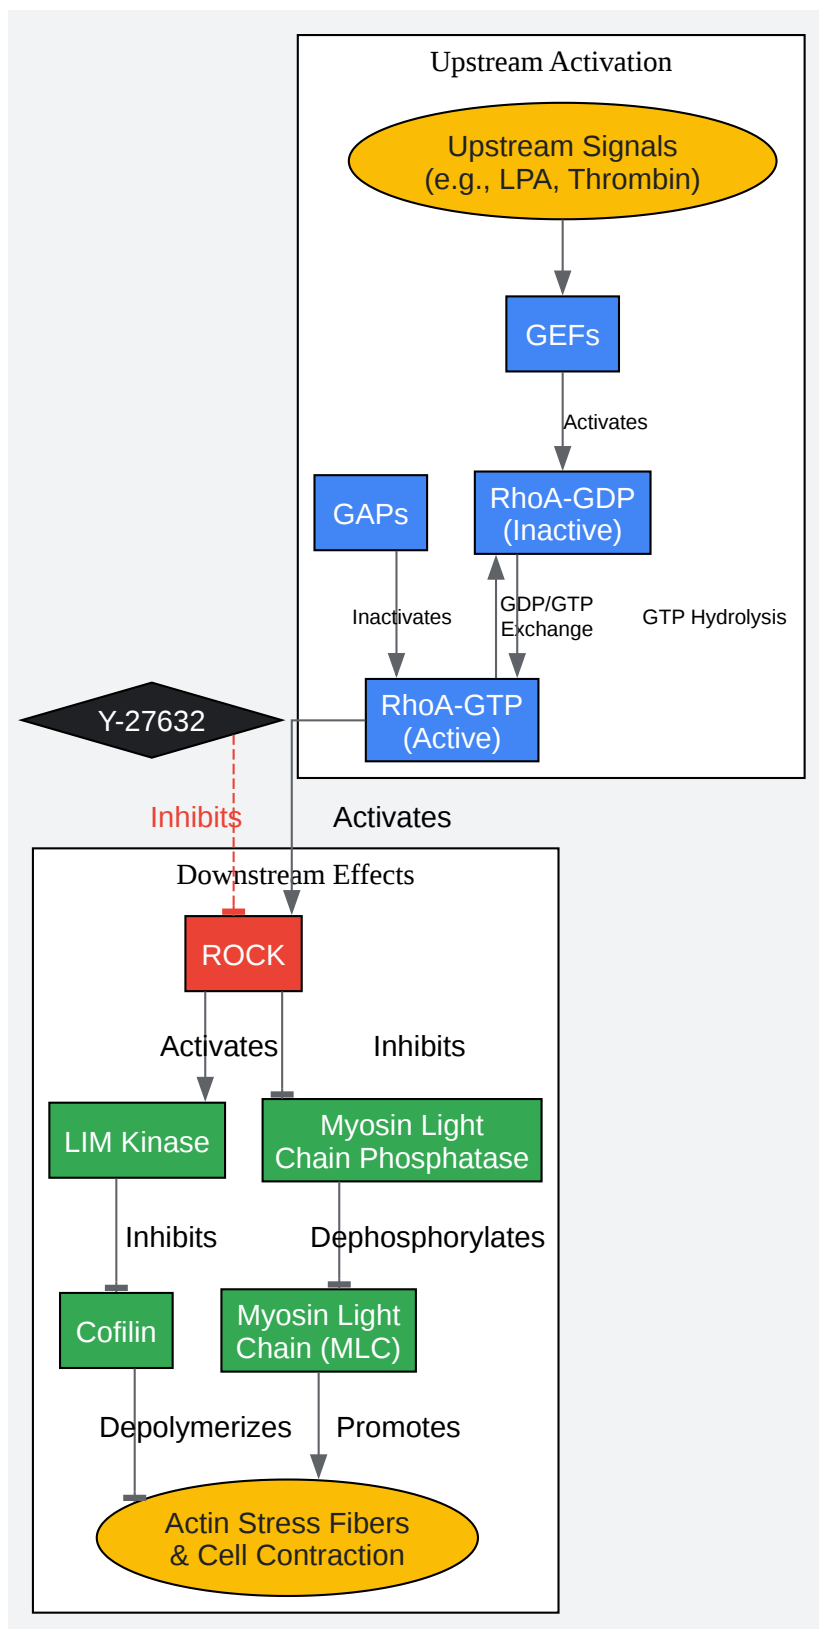 Upstream Activation
Upstream Signals
(e.g., LPA, Thrombin)
GEFs
Activates
GAPs
RhoA-GDP
(Inactive)
Inactivates
GDP/GTP
Exchange
GTP Hydrolysis
Y-27632
RhoA-GTP
(Active)
Inhibits
Activates
Downstream Effects
ROCK
Activates
Inhibits
LIM Kinase
Myosin Light
Chain Phosphatase
Inhibits
Dephosphorylates
Cofilin
Myosin Light
Chain (MLC)
Depolymerizes
Promotes
Actin Stress Fibers
& Cell Contraction